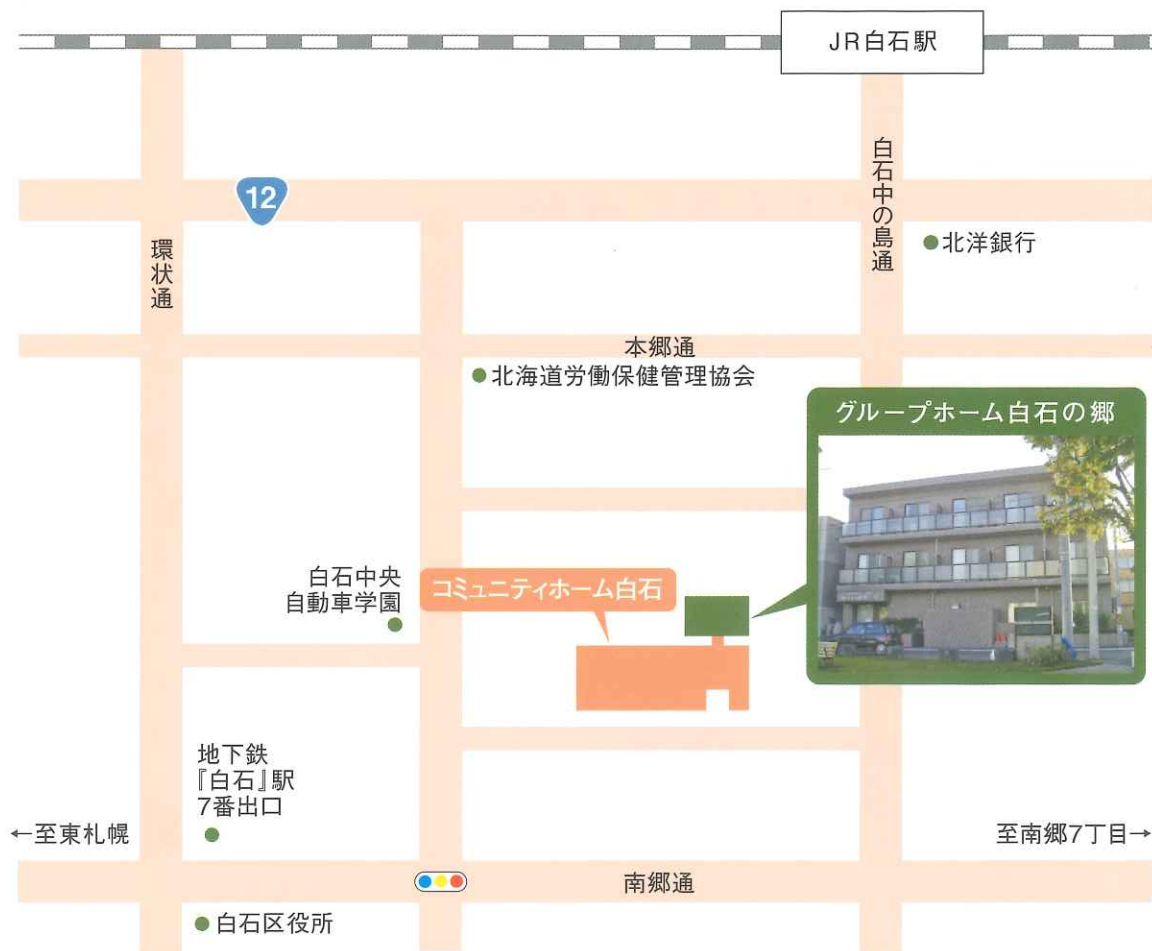 JR白石駅
12
白石中の島通
北洋銀行
環状通
本郷通
北海道労働保健管理協会
グループホーム白石の郷
白石中央
自動車学園
コミュニティホーム白石
地下鉄
『白石』駅
7番出口
←至東札幌
至南郷7丁目→
南郷通
白石区役所